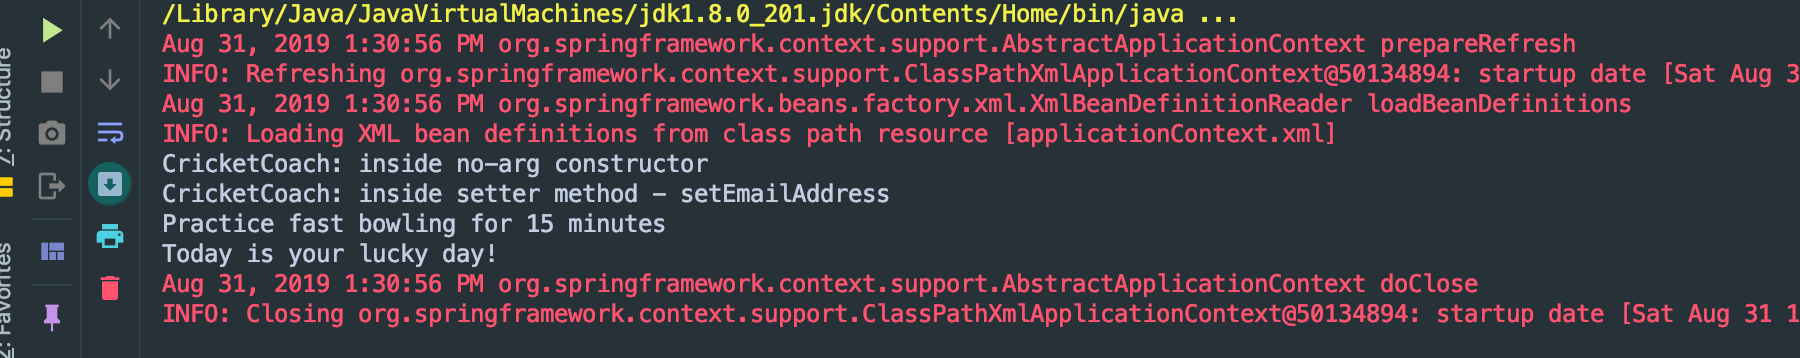 /Library/Java/JavaVirtualMachines/jdk1.8.0_201.jdk/Contents/Home/bin/java ...
Aug 31, 2019 1:30:56 PM org.springframework.context.support.AbstractApplicationContext prepareRefresh
INFO: Refreshing org.springframework.context.support.ClassPathXmlApplicationContext@50134894: startup date [Sat Aug 3
Aug 31, 2019 1:30:56 PM org.springframework.beans.factory.xml.XmlBeanDefinitionReader loadBeanDefinitions
INFO: Loading XML bean definitions from class path resource [applicationContext.xml]
CricketCoach: inside no-arg constructor
CricketCoach: inside setter method - setEmailAddress
Practice fast bowling for 15 minutes
Today is your lucky day!
Aug 31, 2019 1:30:56 PM org.springframework.context.support.AbstractApplicationContext doClose
INFO: Closing org.springframework.context.support.ClassPathXmlApplicationContext@50134894: startup date [Sat Aug 31 1
7: Structure
2: Favorites